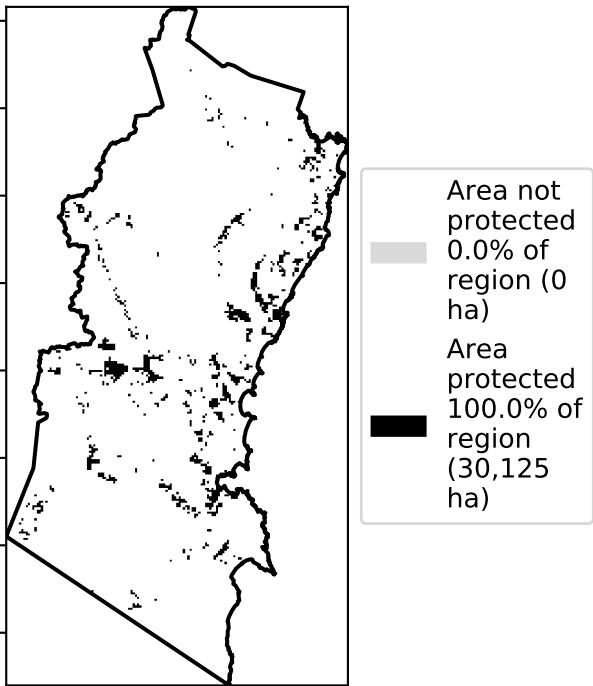 Area not
protected
0.0% of
region (0
ha)
Area
protected
100.0% of
region
(30,125
ha)